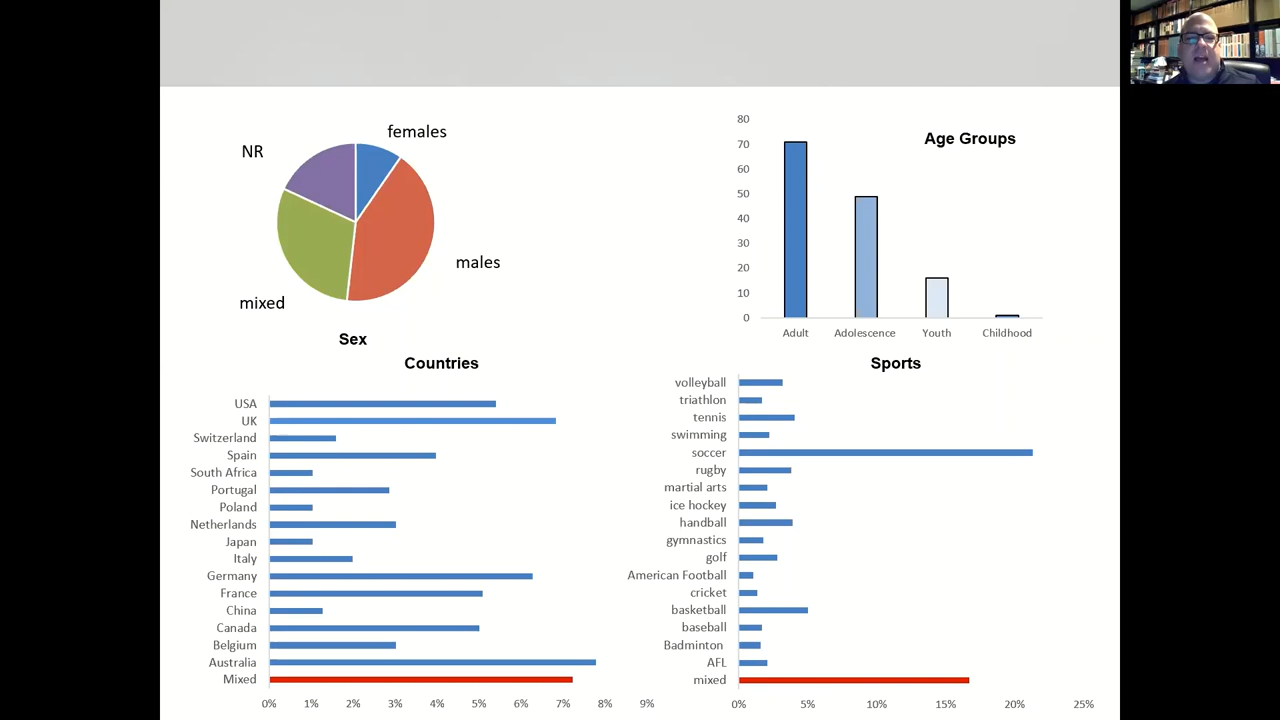 females
NR
males
mixed
Sex
Age Groups
80
70
60
50
40
30
20
10
0
Adult Adolescence Youth Childhood
Countries
USA
UK
Switzerland
Spain
South Africa
Portugal
Poland
Netherlands
Japan
Italy
Germany
France
China
Canada
Belgium
Australia
Mixed
0% 1% 2% 3% 4% 5% 6% 7% 8% 9%
Sports
volleyball
triathlon
tennis
swimming
soccer
rugby
martial arts
ice hockey
handball
gymnastics
golf
American Football
cricket
basketball
baseball
Badminton
AFL
mixed
0% 5% 10% 15% 20% 25%